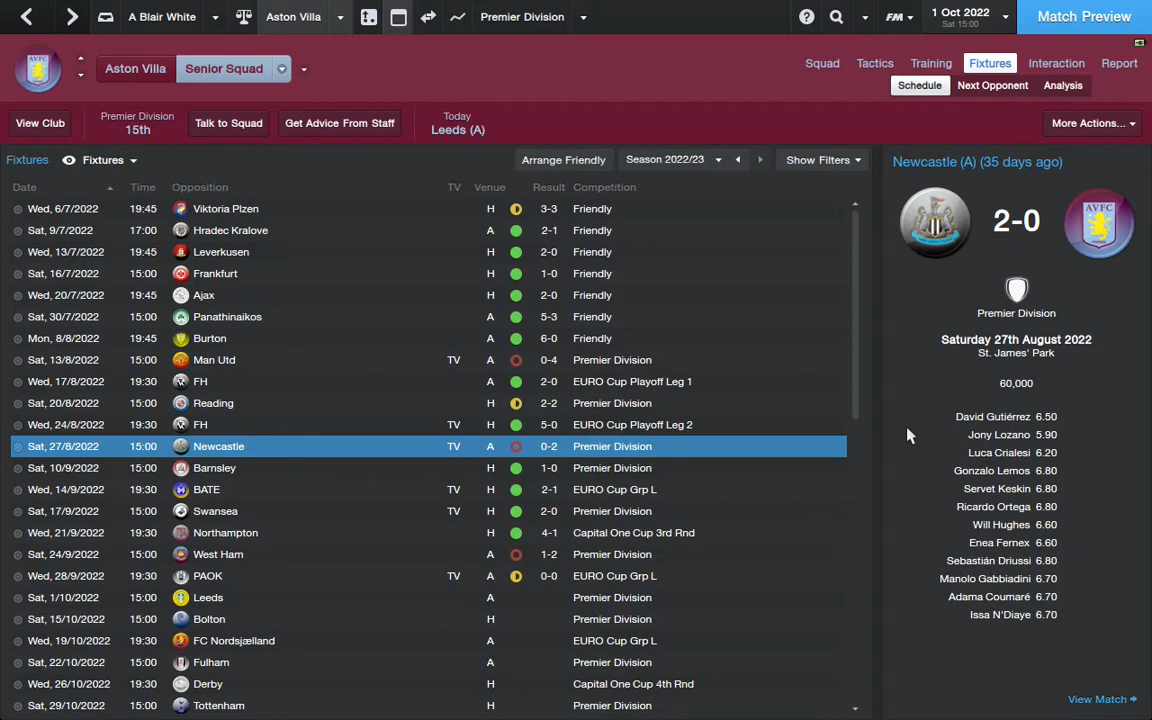 A Blair White
Aston Villa
Premier Division
FM
1 Oct 2022
Sat 15:00
Match Preview
AVFC
Aston Villa
Senior Squad
Squad
Tactics
Training
Fixtures
Interaction
Report
Schedule
Next Opponent
Analysis
View Club
Premier Division
15th
Talk to Squad
Get Advice From Staff
Today
Leeds (A)
More Actions...
Fixtures
Fixtures
Arrange Friendly
Season 2022/23
Show Filters
Date Time Opposition TV Venue Result Competition
Wed, 6/7/2022 19:45 Viktoria Plzen H 3-3 Friendly
Sat, 9/7/2022 17:00 Hradec Kralove A 2-1 Friendly
Wed, 13/7/2022 19:45 Leverkusen H 2-0 Friendly
Sat, 16/7/2022 15:00 Frankfurt H 1-0 Friendly
Wed, 20/7/2022 19:45 Ajax H 2-0 Friendly
Sat, 30/7/2022 15:00 Panathinaikos A 5-3 Friendly
Mon, 8/8/2022 19:45 Burton H 6-0 Friendly
Sat, 13/8/2022 15:00 Man Utd TV A 0-4 Premier Division
Wed, 17/8/2022 19:30 FH A 2-0 EURO Cup Playoff Leg 1
Sat, 20/8/2022 15:00 Reading H 2-2 Premier Division
Wed, 24/8/2022 19:30 FH TV H 5-0 EURO Cup Playoff Leg 2
Sat, 27/8/2022 15:00 Newcastle TV A 0-2 Premier Division
Sat, 10/9/2022 15:00 Barnsley H 1-0 Premier Division
Wed, 14/9/2022 19:30 BATE TV H 2-1 EURO Cup Grp L
Sat, 17/9/2022 15:00 Swansea TV H 2-0 Premier Division
Wed, 21/9/2022 19:30 Northampton H 4-1 Capital One Cup 3rd Rnd
Sat, 24/9/2022 15:00 West Ham A 1-2 Premier Division
Wed, 28/9/2022 19:30 PAOK TV A 0-0 EURO Cup Grp L
Sat, 1/10/2022 15:00 Leeds A Premier Division
Sat, 15/10/2022 15:00 Bolton H Premier Division
Wed, 19/10/2022 19:30 FC Nordsjælland A EURO Cup Grp L
Sat, 22/10/2022 15:00 Fulham A Premier Division
Wed, 26/10/2022 19:30 Derby H Capital One Cup 4th Rnd
Sat, 29/10/2022 15:00 Tottenham H Premier Division
Newcastle (A) (35 days ago)
2-0
AVFC
Premier Division
Saturday 27th August 2022
St. James' Park
60,000
David Gutiérrez 6.50
Jony Lozano 5.90
Luca Crialesi 6.20
Gonzalo Lemos 6.80
Servet Keskin 6.80
Ricardo Ortega 6.80
Will Hughes 6.60
Enea Fernex 6.60
Sebastián Driussi 6.80
Manolo Gabbiadini 6.70
Adama Coumaré 6.70
Issa N'Diaye 6.70
View Match